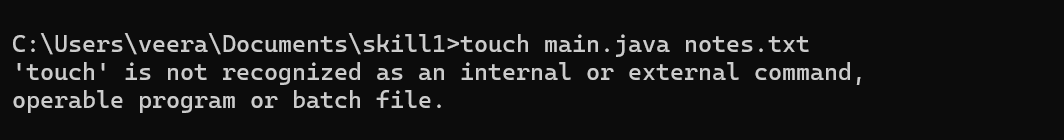 C:\Users\veera\Documents\skill1>touch main.java notes.txt
'touch' is not recognized as an internal or external command,
operable program or batch file.